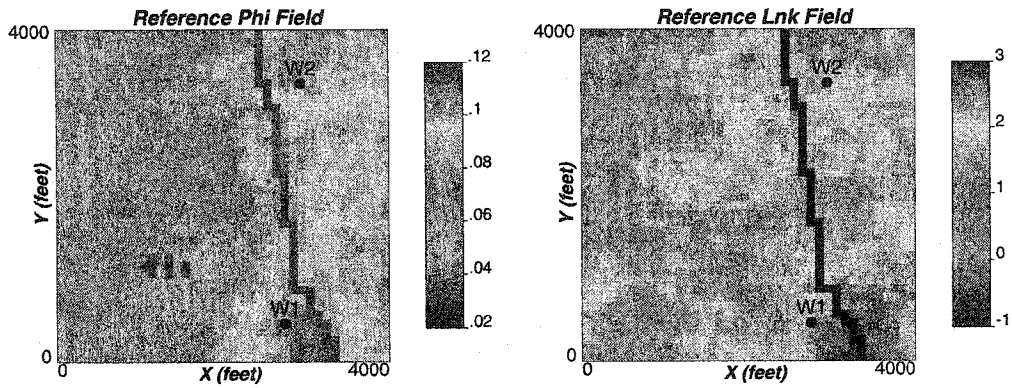 Reference Phi Field
4000
Y (feet)
0
W2
W1
0
X (feet)
4000
.12
.1
.08
.06
.04
.02
Reference Lnk Field
4000
Y (feet)
0
W2
W1
0
X (feet)
4000
3
2
1
0
-1